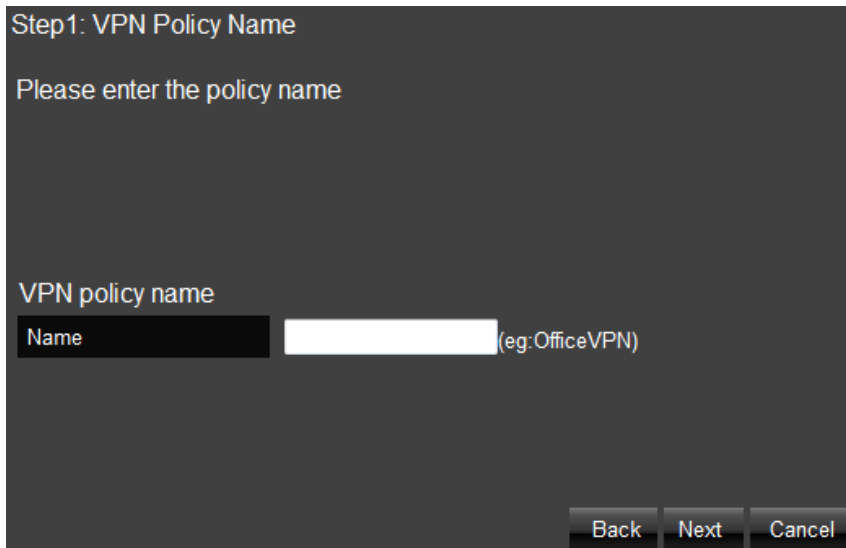 Step1: VPN Policy Name
Please enter the policy name
VPN policy name
Name (eg:OfficeVPN)
Back Next Cancel